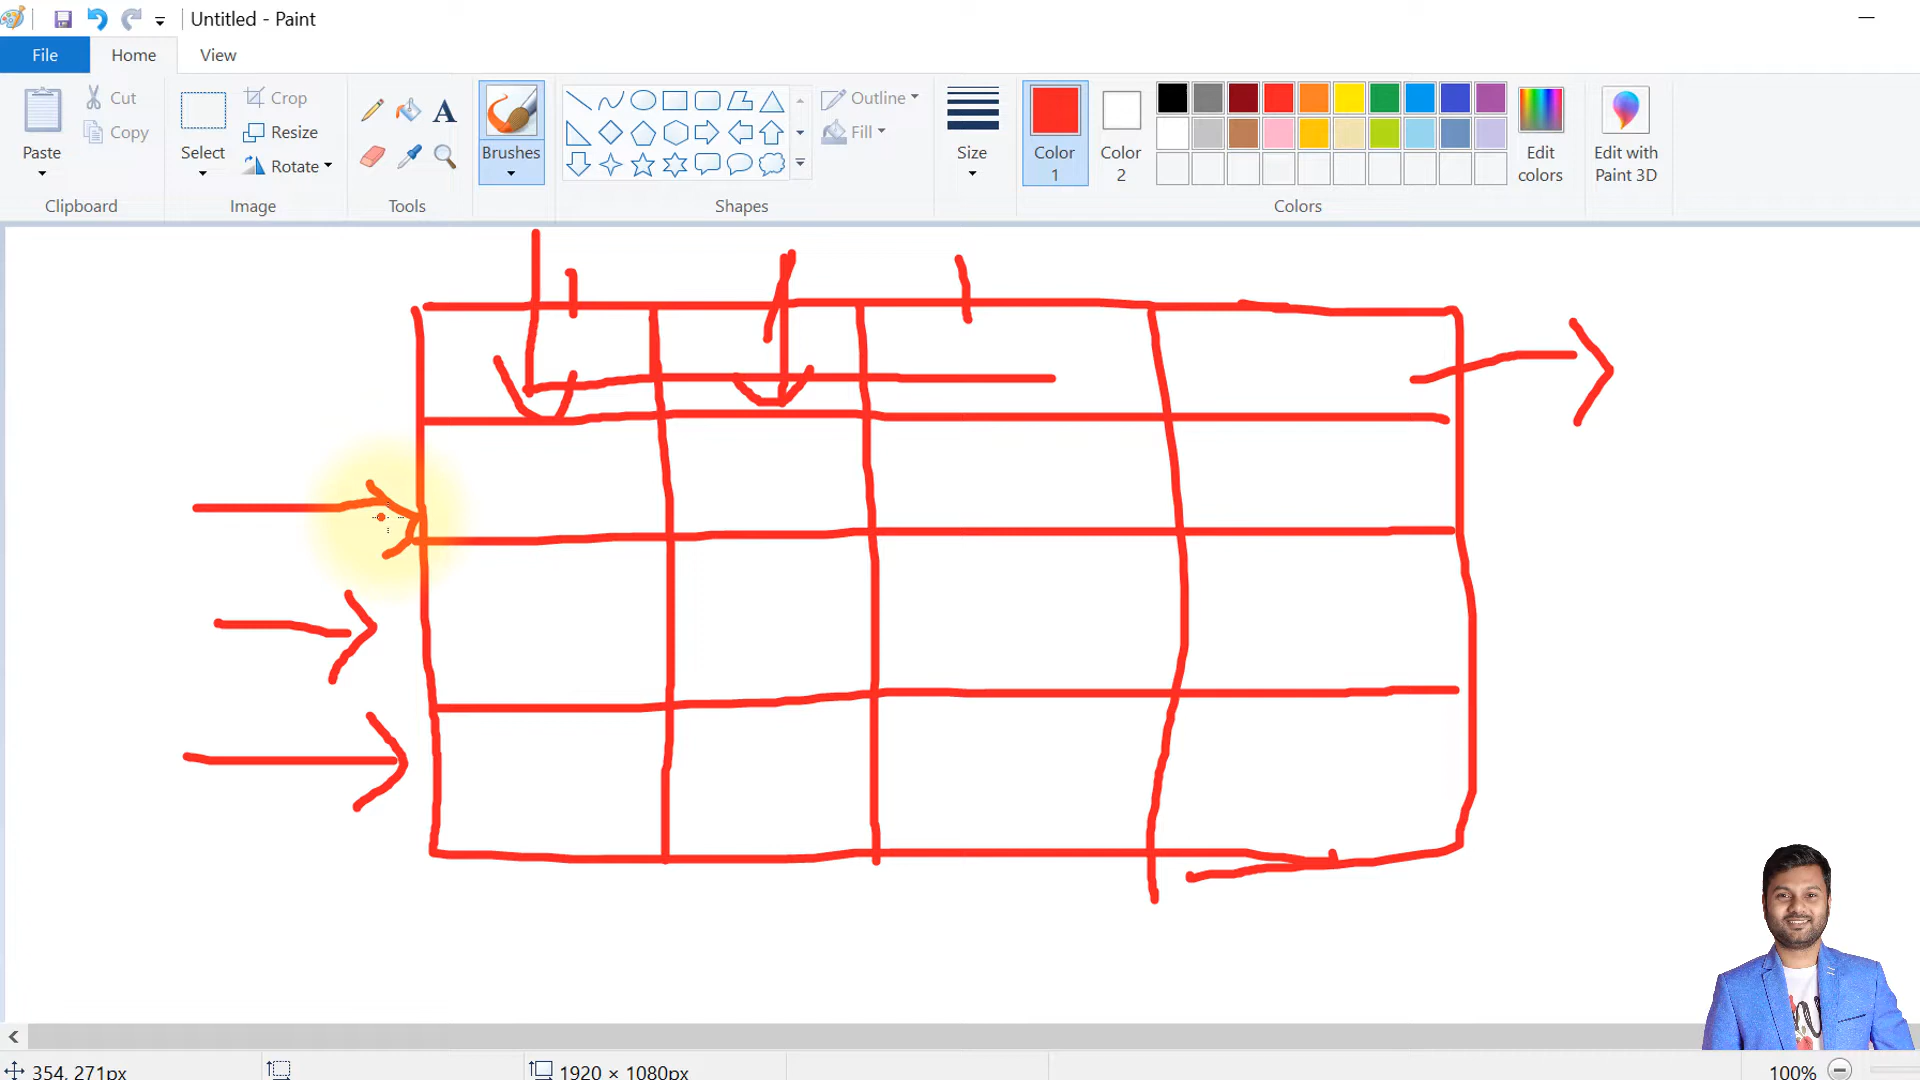 Untitled - Paint
File Home View
Paste
Cut
Copy
Clipboard
Select
Crop
Resize
Rotate
Image
A
Tools
Brushes
Outline
Fill
Shapes
Size
Color 1
Color 2
Edit colors
Colors
Edit with Paint 3D
354, 271px
1920 × 1080px
100%